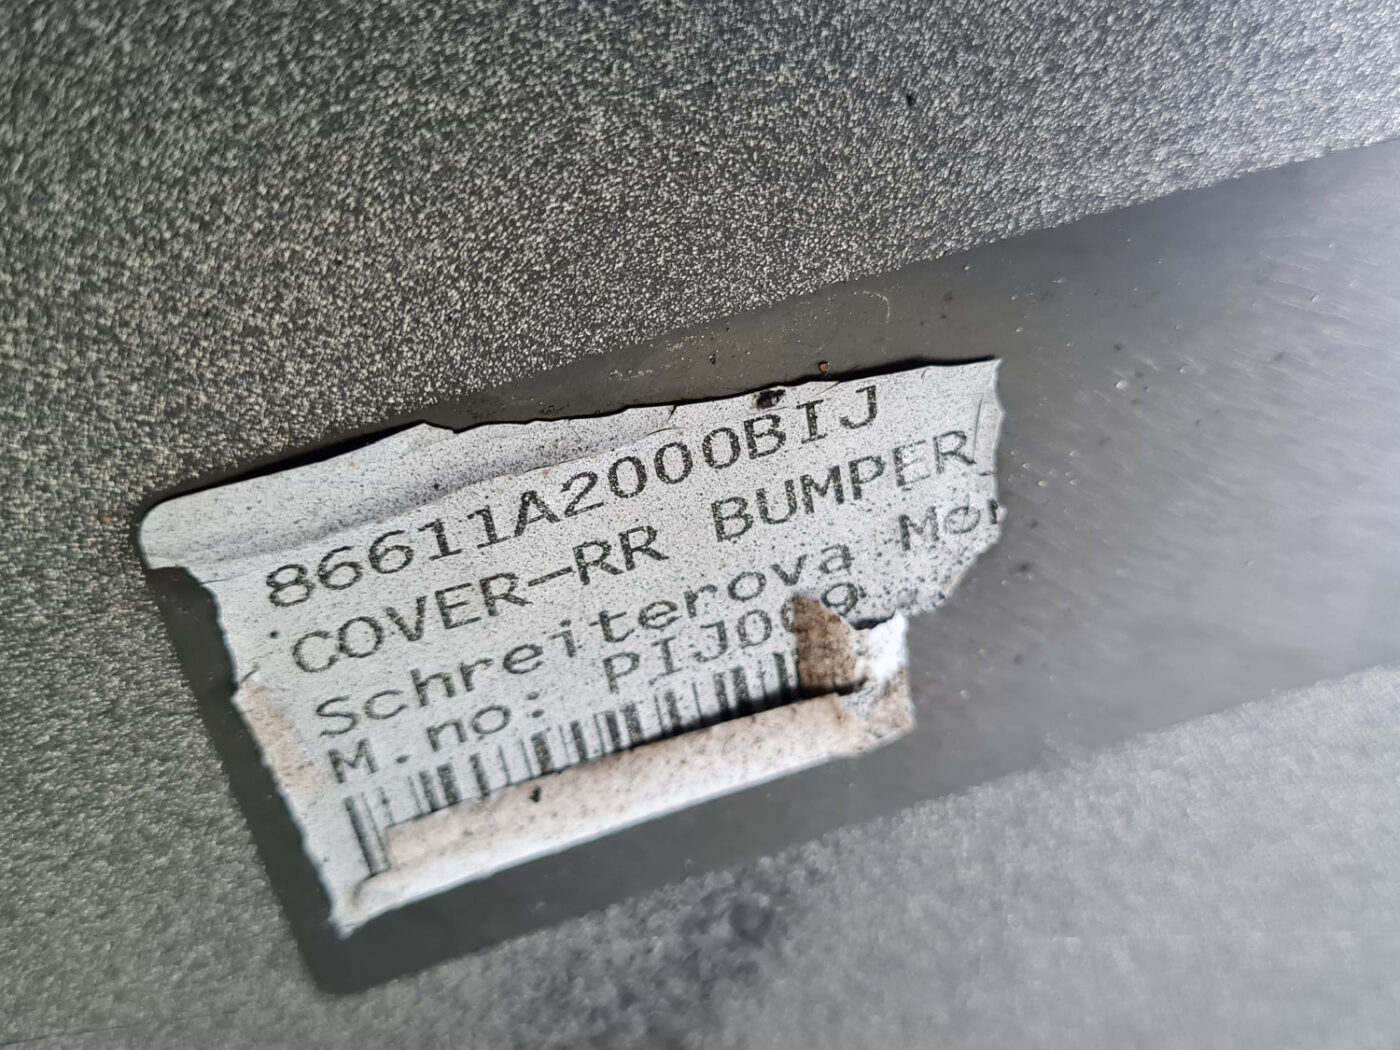 86611A2000BIJ
COVER-RR BUMPER
Schreiterova
M.no: